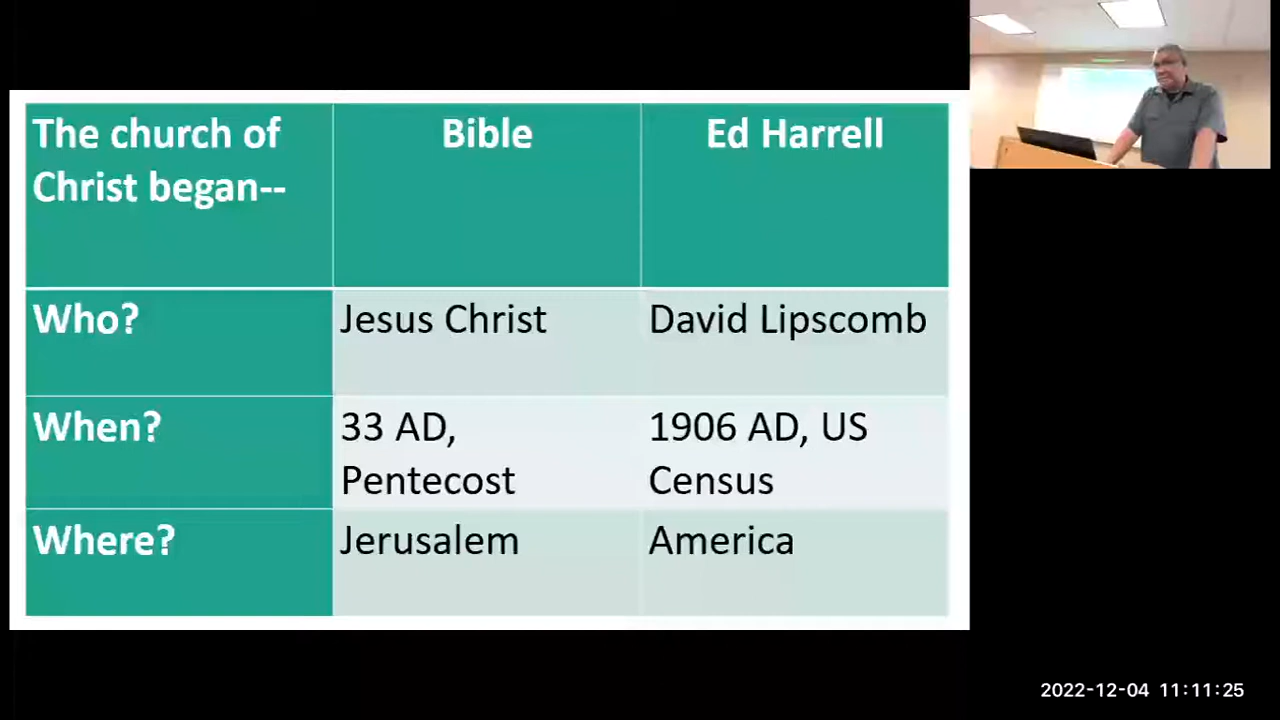 The church of
Christ began--
Bible
Ed Harrell
Who?
Jesus Christ
David Lipscomb
When?
33 AD,
Pentecost
1906 AD, US
Census
Where?
Jerusalem
America
2022-12-04 11:11:25